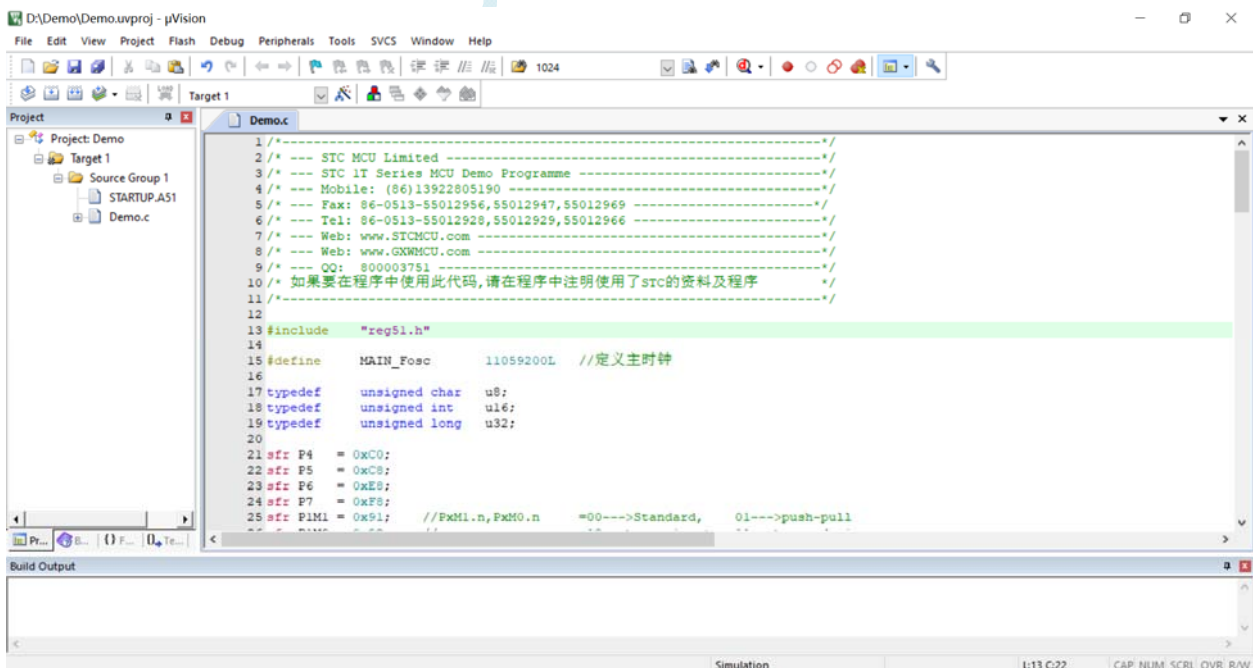 D:\Demo\Demo.uvproj - µVision
File Edit View Project Flash Debug Peripherals Tools SVCS Window Help
1024
Target 1
Project
Demo.c
Project: Demo
Target 1
Source Group 1
STARTUP.A51
Demo.c
1 /*---------------------------------------------------------------------*/
2 /* --- STC MCU Limited ------------------------------------------------*/
3 /* --- STC 1T Series MCU Demo Programme -------------------------------*/
4 /* --- Mobile: (86)13922805190 ----------------------------------------*/
5 /* --- Fax: 86-0513-55012956,55012947,55012969 ------------------------*/
6 /* --- Tel: 86-0513-55012928,55012929,55012966 ------------------------*/
7 /* --- Web: www.STCMCU.com --------------------------------------------*/
8 /* --- Web: www.GXWMCU.com --------------------------------------------*/
9 /* --- QQ: 800003751 -------------------------------------------------*/
10 /* 如果要在程序中使用此代码,请在程序中注明使用了STC的资料及程序 */
11 /*---------------------------------------------------------------------*/
12
13 #include "reg51.h"
14
15 #define MAIN_Fosc 11059200L //定义主时钟
16
17 typedef unsigned char u8;
18 typedef unsigned int u16;
19 typedef unsigned long u32;
20
21 sfr P4 = 0xC0;
22 sfr P5 = 0xC8;
23 sfr P6 = 0xE8;
24 sfr P7 = 0xF8;
25 sfr P1M1 = 0x91; //PxM1.n,PxM0.n =00--->Standard, 01--->push-pull
Pr... B... {} F... 0 Te...
Build Output
Simulation L:13 C:22 CAP NUM SCRL OVR R/W